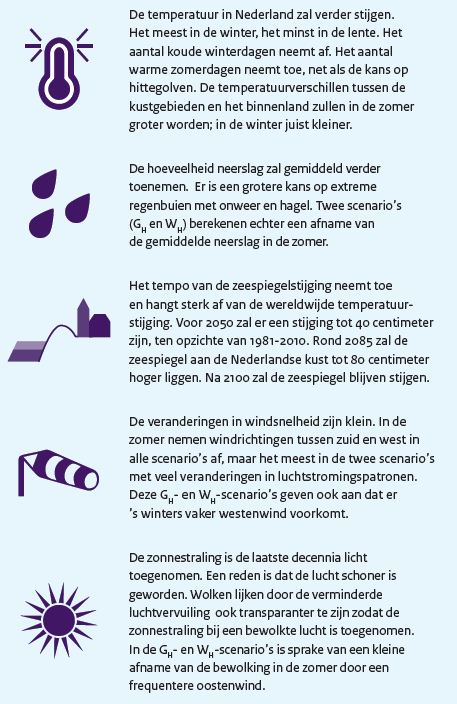 De temperatuur in Nederland zal verder stijgen.
Het meest in de winter, het minst in de lente. Het
aantal koude winterdagen neemt af. Het aantal
warme zomerdagen neemt toe, net als de kans op
hittegolven. De temperatuurverschillen tussen de
kustgebieden en het binnenland zullen in de zomer
groter worden; in de winter juist kleiner.
De hoeveelheid neerslag zal gemiddeld verder
toenemen.  Er is een grotere kans op extreme
regenbuien met onweer en hagel. Twee scenario's
(GH en WH) berekenen echter een afname van
de gemiddelde neerslag in de zomer.
Het tempo van de zeespiegelstijging neemt toe
en hangt sterk af van de wereldwijde temperatuur-
stijging. Voor 2050 zal er een stijging tot 40 centimeter
zijn, ten opzichte van 1981-2010. Rond 2085 zal de
zeespiegel aan de Nederlandse kust tot 80 centimeter
hoger liggen. Na 2100 zal de zeespiegel blijven stijgen.
De veranderingen in windsnelheid zijn klein. In de
zomer nemen windrichtingen tussen zuid en west in
alle scenario's af, maar het meest in de twee scenario's
met veel veranderingen in luchtstromingspatronen.
Deze GH- en WH-scenario's geven ook aan dat er
's winters vaker westenwind voorkomt.
De zonnestraling is de laatste decennia licht
toegenomen. Een reden is dat de lucht schoner is
geworden. Wolken lijken door de verminderde
luchtvervuiling  ook transparanter te zijn zodat de
zonnestraling bij een bewolkte lucht is toegenomen.
In de GH- en WH-scenario's is sprake van een kleine
afname van de bewolking in de zomer door een
frequentere oostenwind.